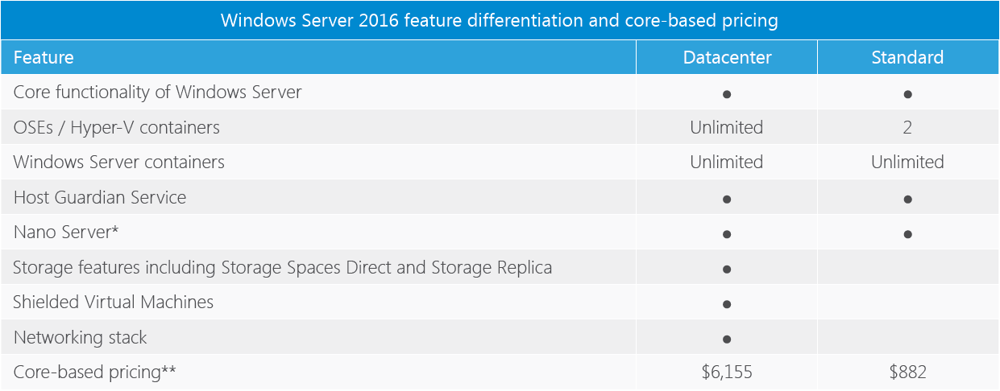 Windows Server 2016 feature differentiation and core-based pricing
Feature Datacenter Standard
Core functionality of Windows Server ● ●
OSEs / Hyper-V containers Unlimited 2
Windows Server containers Unlimited Unlimited
Host Guardian Service ● ●
Nano Server* ● ●
Storage features including Storage Spaces Direct and Storage Replica ●
Shielded Virtual Machines ●
Networking stack ●
Core-based pricing** $6,155 $882